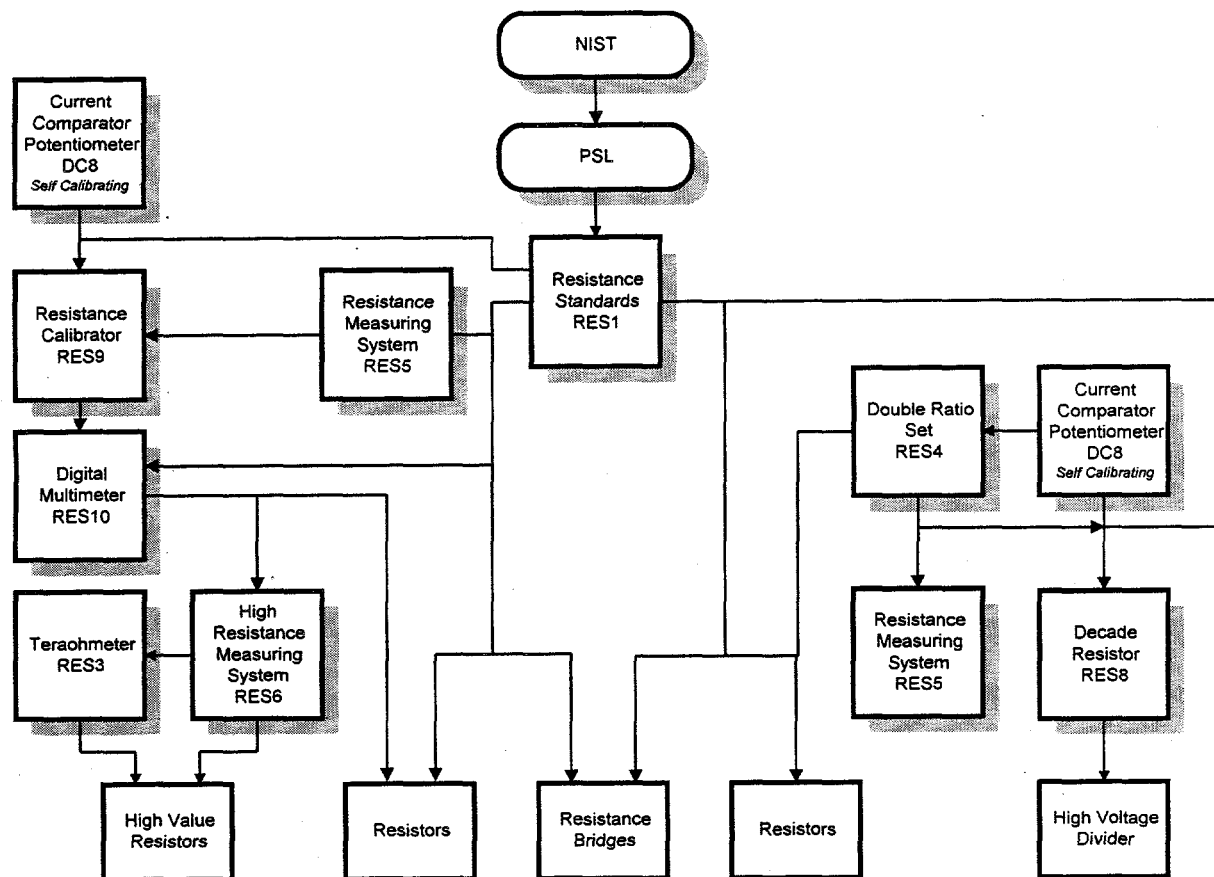 NIST
Current
Comparator
Potentiometer
DC8
Self Calibrating
PSL
Resistance
Standards
RES1
Resistance
Calibrator
RES9
Resistance
Measuring
System
RES5
Double Ratio
Set
RES4
Current
Comparator
Potentiometer
DC8
Self Calibrating
Digital
Multimeter
RES10
Teraohmeter
RES3
High
Resistance
Measuring
System
RES6
Resistance
Measuring
System
RES5
Decade
Resistor
RES8
High Value
Resistors
Resistors
Resistance
Bridges
Resistors
High Voltage
Divider